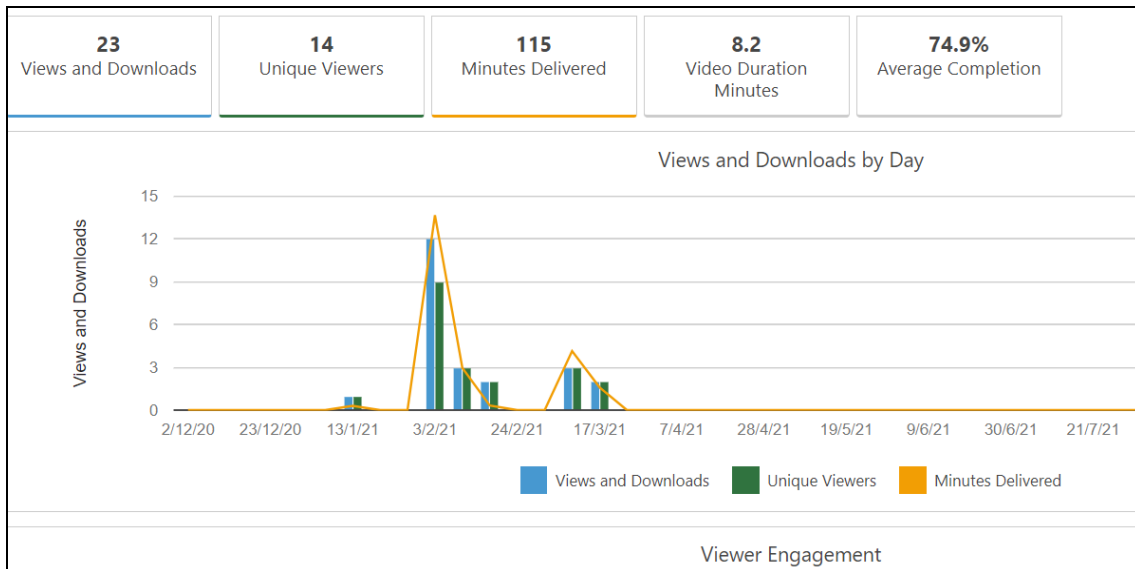 23
Views and Downloads
14
Unique Viewers
115
Minutes Delivered
8.2
Video Duration
Minutes
74.9%
Average Completion
Views and Downloads by Day
Views and Downloads
15
12
9
6
3
0
2/12/20 23/12/20 13/1/21 3/2/21 24/2/21 17/3/21 7/4/21 28/4/21 19/5/21 9/6/21 30/6/21 21/7/21
Views and Downloads Unique Viewers Minutes Delivered
Viewer Engagement